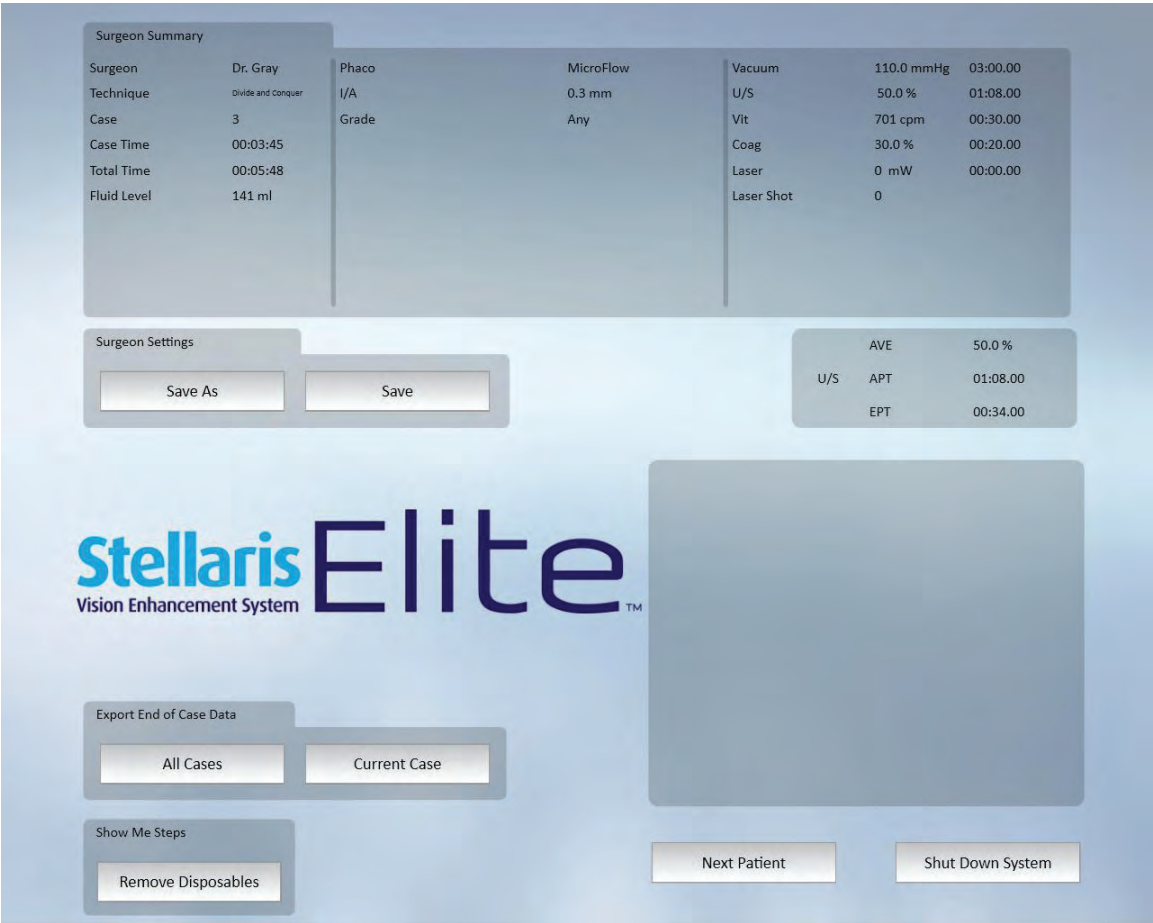 Surgeon Summary
Surgeon Dr. Gray Phaco MicroFlow Vacuum 110.0 mmHg 03:00.00
Technique Divide and Conquer I/A 0.3 mm U/S 50.0 % 01:08.00
Case 3 Grade Any Vit 701 cpm 00:30.00
Case Time 00:03:45 Coag 30.0 % 00:20.00
Total Time 00:05:48 Laser 0 mW 00:00.00
Fluid Level 141 ml Laser Shot 0
Surgeon Settings
Save As Save
AVE 50.0 %
U/S APT 01:08.00
EPT 00:34.00
Stellaris Elite™
Vision Enhancement System
Export End of Case Data
All Cases Current Case
Show Me Steps
Remove Disposables
Next Patient Shut Down System